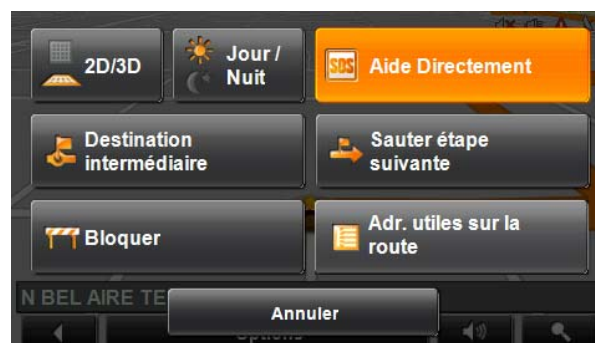 2D/3D
Jour /
Nuit
SOS
Aide Directement
Destination
intermédiaire
Sauter étape
suivante
Bloquer
Adr. utiles sur la
route
N BEL AIRE TE
Annuler
Options